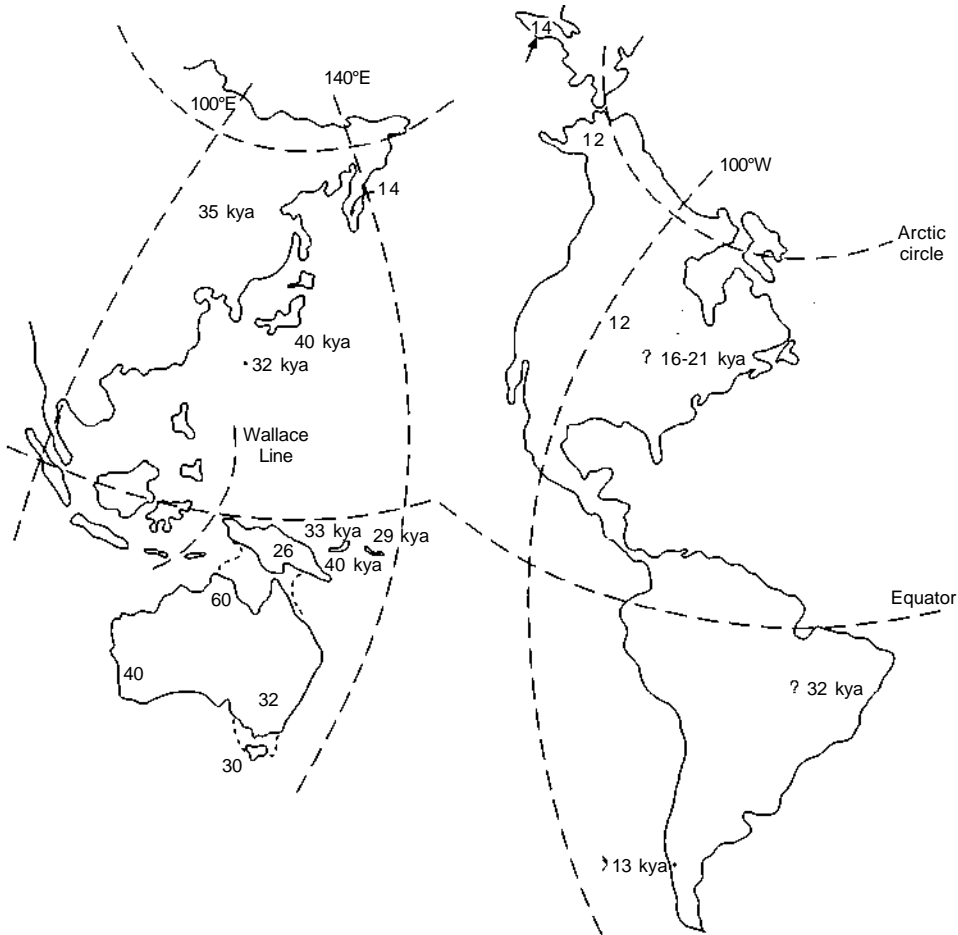 14
140°E
100°E
12
100°W
14
35 kya
Arctic
circle
12
40 kya
? 16-21 kya
32 kya
Wallace
Line
33 kya
29 kya
26
40 kya
60
Equator
40
32
? 32 kya
30
13 kya